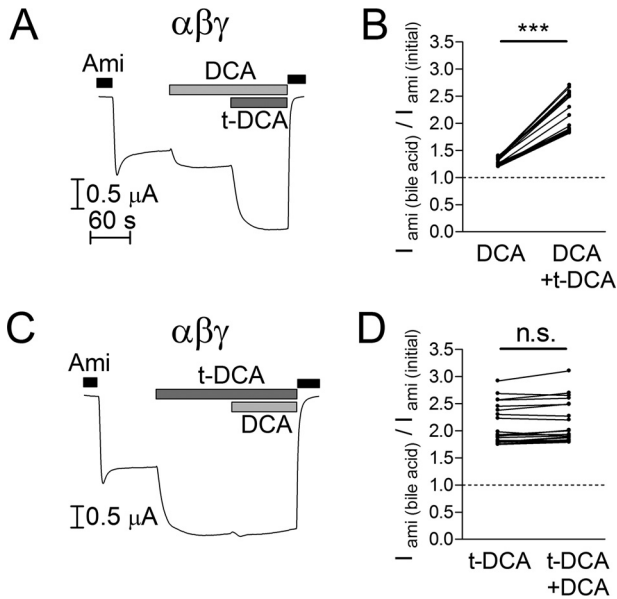 A
αβγ
Ami
DCA
t-DCA
0.5 μA
60 s
B
***
I ami (bile acid) / I ami (initial)
3.5
3.0
2.5
2.0
1.5
1.0
0.5
0.0
DCA
DCA
+t-DCA
C
αβγ
Ami
t-DCA
DCA
0.5 μA
D
n.s.
I ami (bile acid) / I ami (initial)
3.5
3.0
2.5
2.0
1.5
1.0
0.5
0.0
t-DCA
t-DCA
+DCA